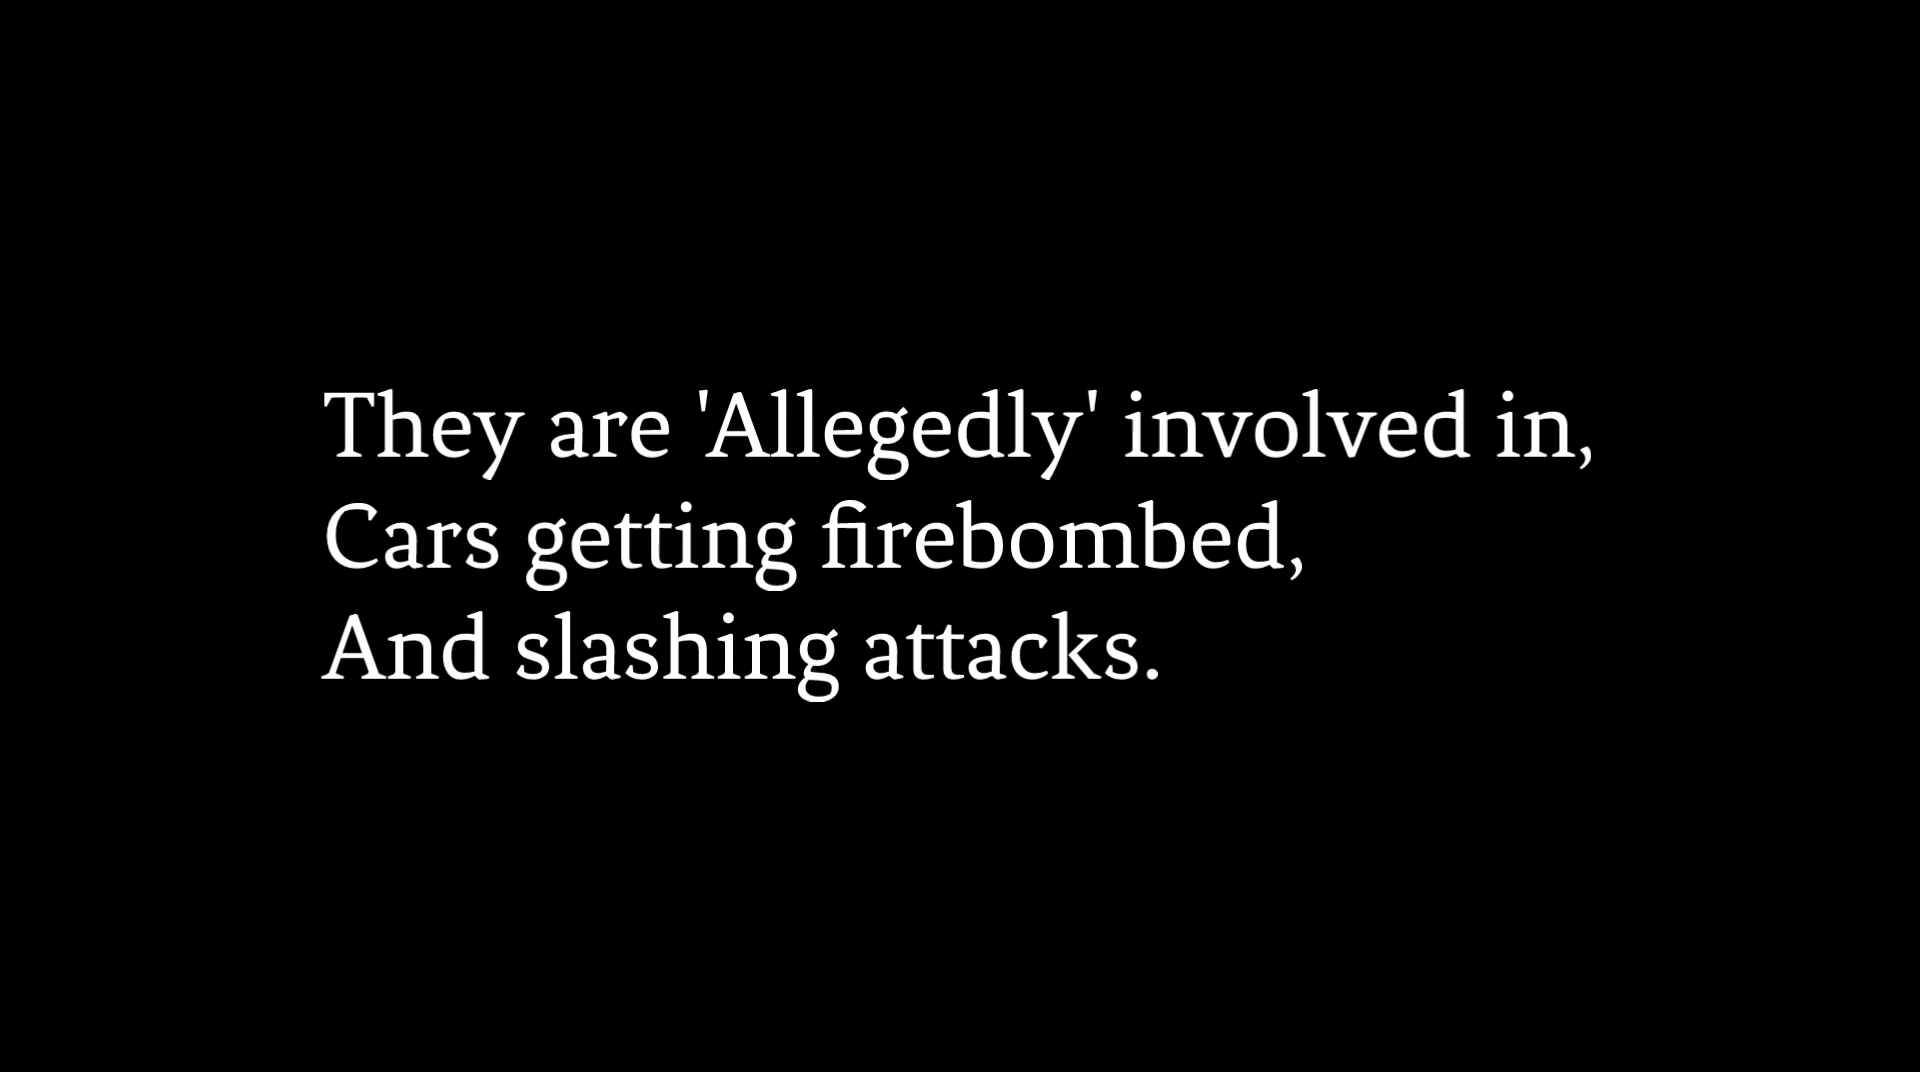 They are 'Allegedly' involved in,
Cars getting firebombed,
And slashing attacks.